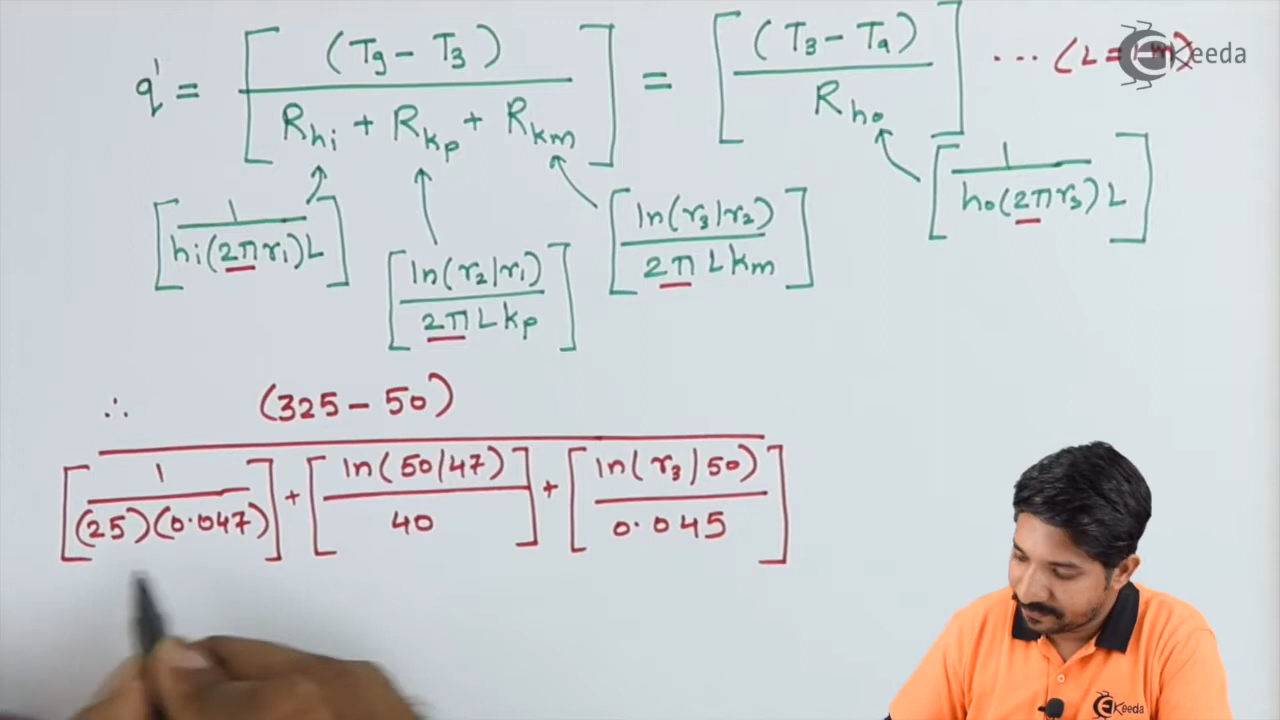 q' = [ (Tg - T3) / Rhi + Rkp + Rkm ] = [ (T3 - Ta) / Rho ] ... (L = 1m)
[ 1 / hi(2πr1)L ] [ ln(r2/r1) / 2πLkp ] [ ln(r3/r2) / 2πLkm ] [ 1 / ho(2πr3)L ]
∴ (325 - 50)
[ 1 / (25)(0.047) ] + [ ln(50/47) / 40 ] + [ ln(r3/50) / 0.045 ]
Ekeeda
Ekeeda